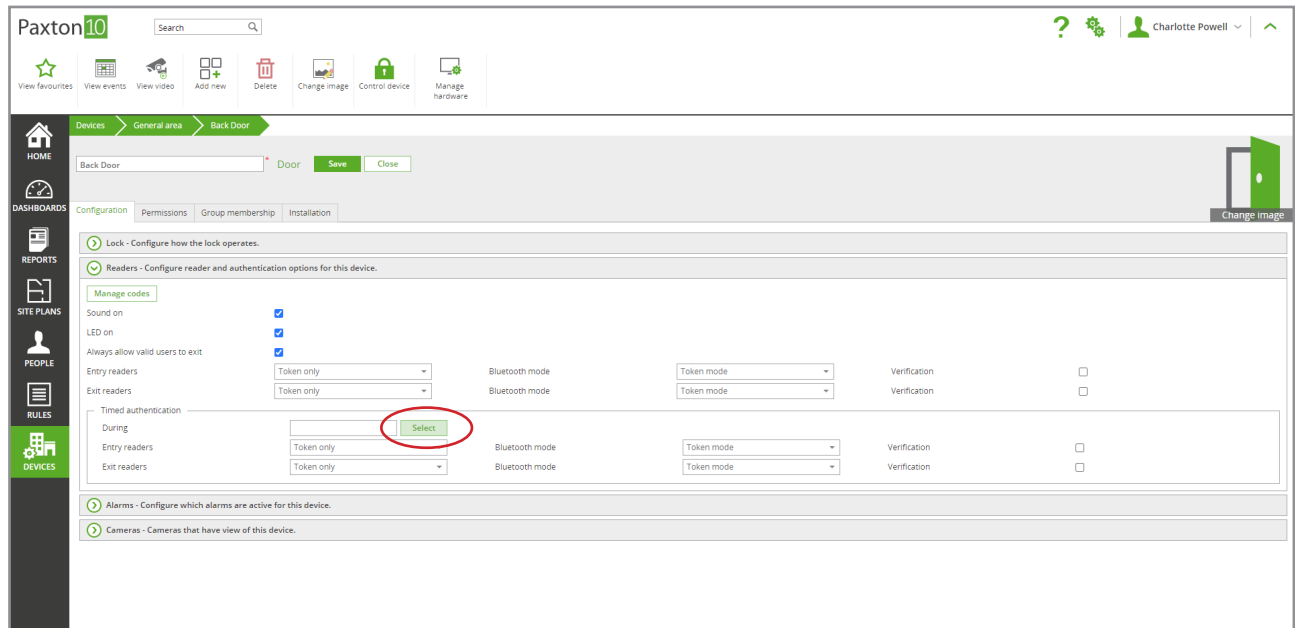 Paxton10
Search
Charlotte Powell
View favourites
View events
View video
Add new
Delete
Change image
Control device
Manage
hardware
HOME
DASHBOARDS
REPORTS
SITE PLANS
PEOPLE
RULES
DEVICES
Devices General area Back Door
Back Door * Door Save Close
Change image
Configuration Permissions Group membership Installation
Lock - Configure how the lock operates.
Readers - Configure reader and authentication options for this device.
Manage codes
Sound on
LED on
Always allow valid users to exit
Entry readers Token only Bluetooth mode Token mode Verification
Exit readers Token only Bluetooth mode Token mode Verification
Timed authentication
During Select
Entry readers Token only Bluetooth mode Token mode Verification
Exit readers Token only Bluetooth mode Token mode Verification
Alarms - Configure which alarms are active for this device.
Cameras - Cameras that have view of this device.